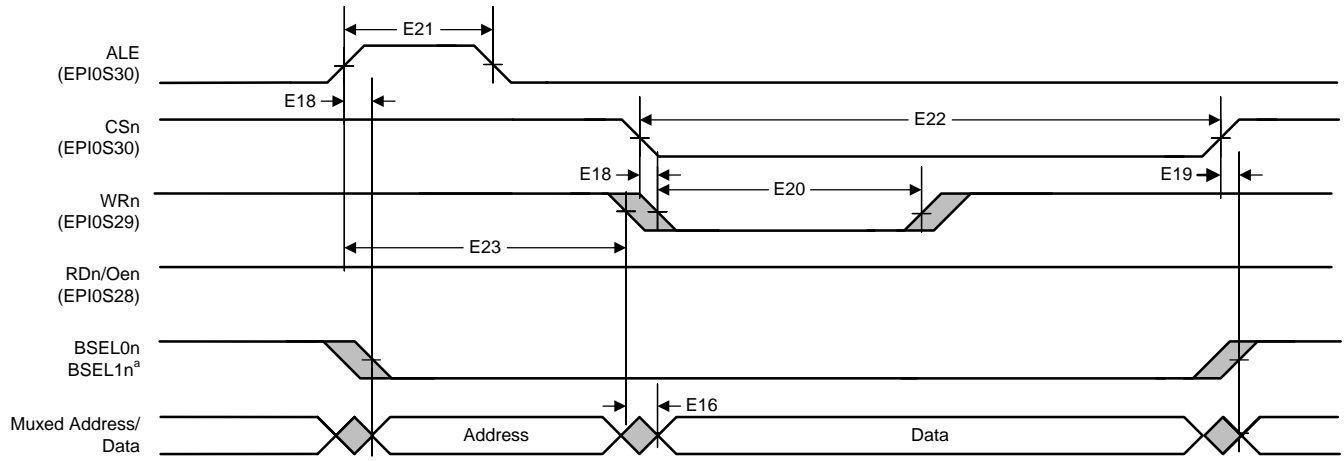 E21
ALE
(EPI0S30)
E18
CSn
(EPI0S30)
E22
E18
E19
WRn
(EPI0S29)
E20
E23
RDn/Oen
(EPI0S28)
BSEL0n
BSEL1nᵃ
E16
Muxed Address/
Data
Address
Data